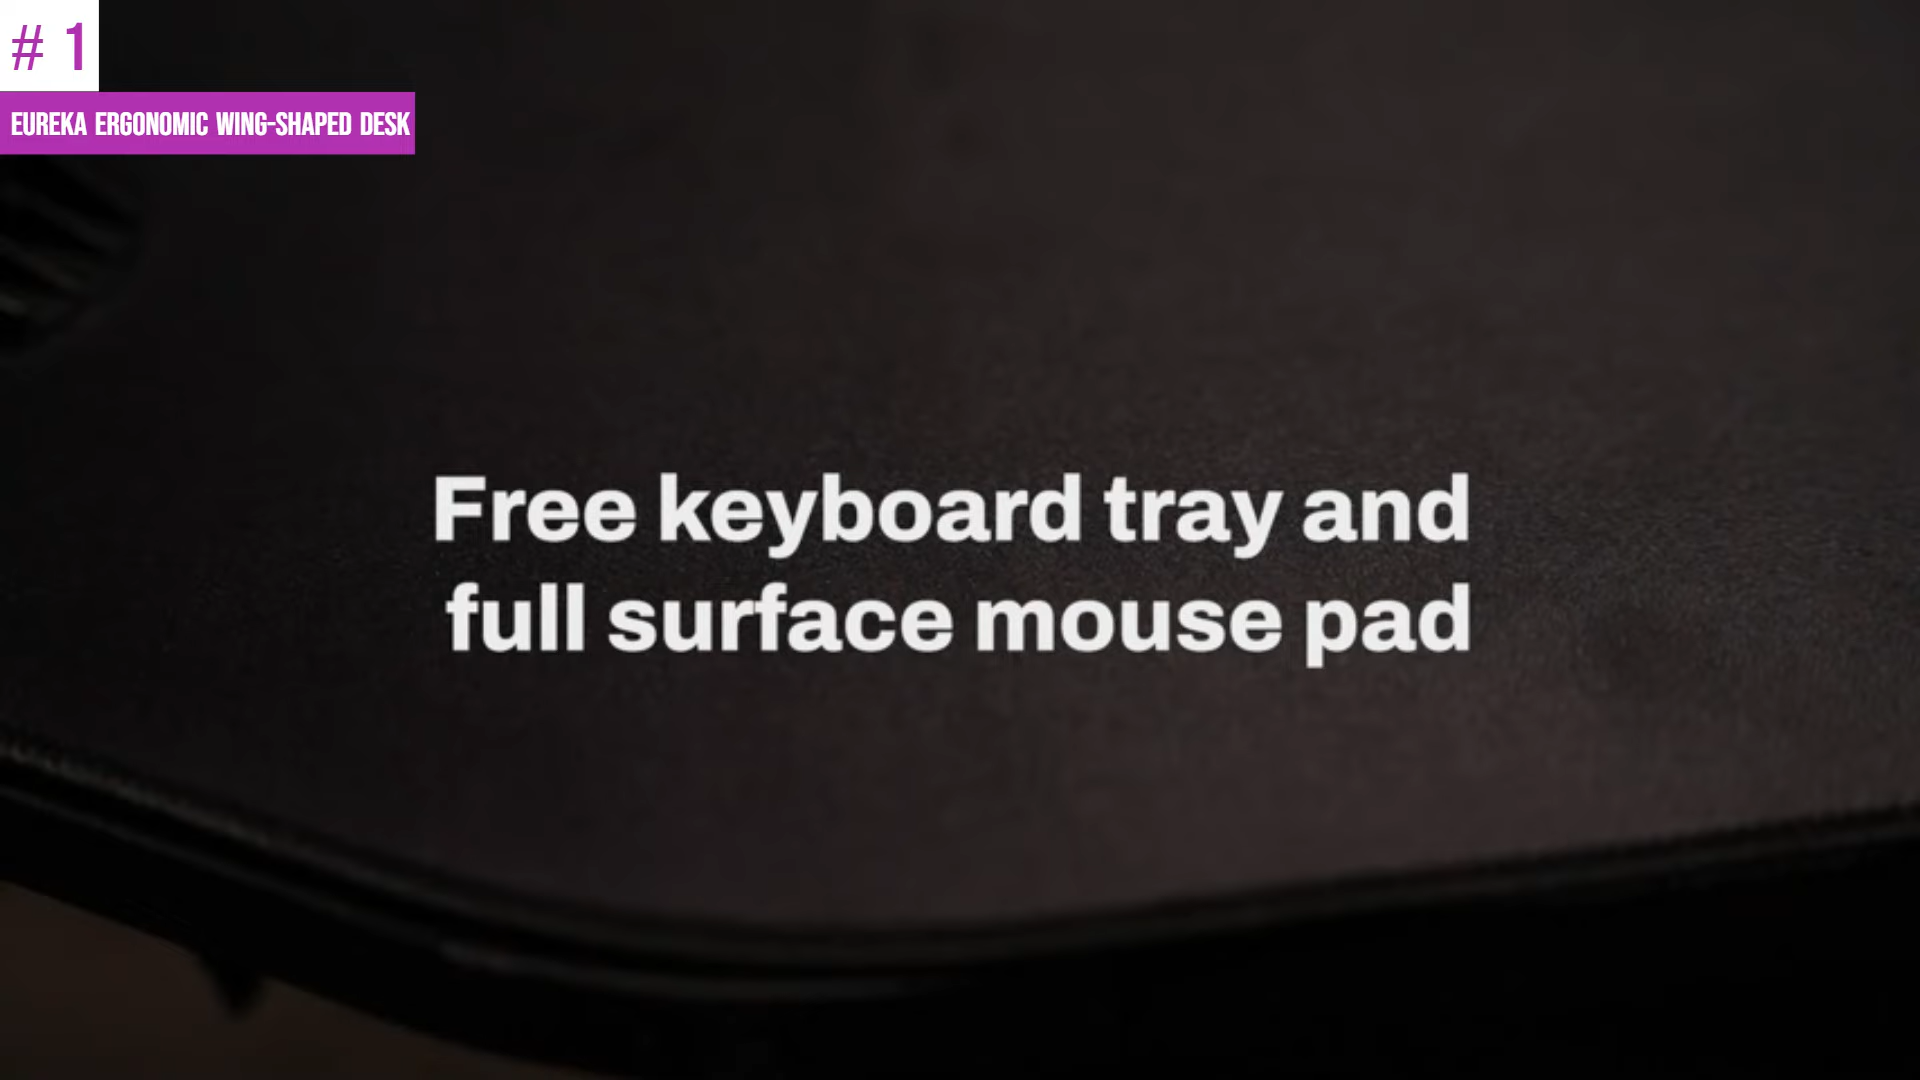 # 1
EUREKA ERGONOMIC WING-SHAPED DESK
Free keyboard tray and
full surface mouse pad